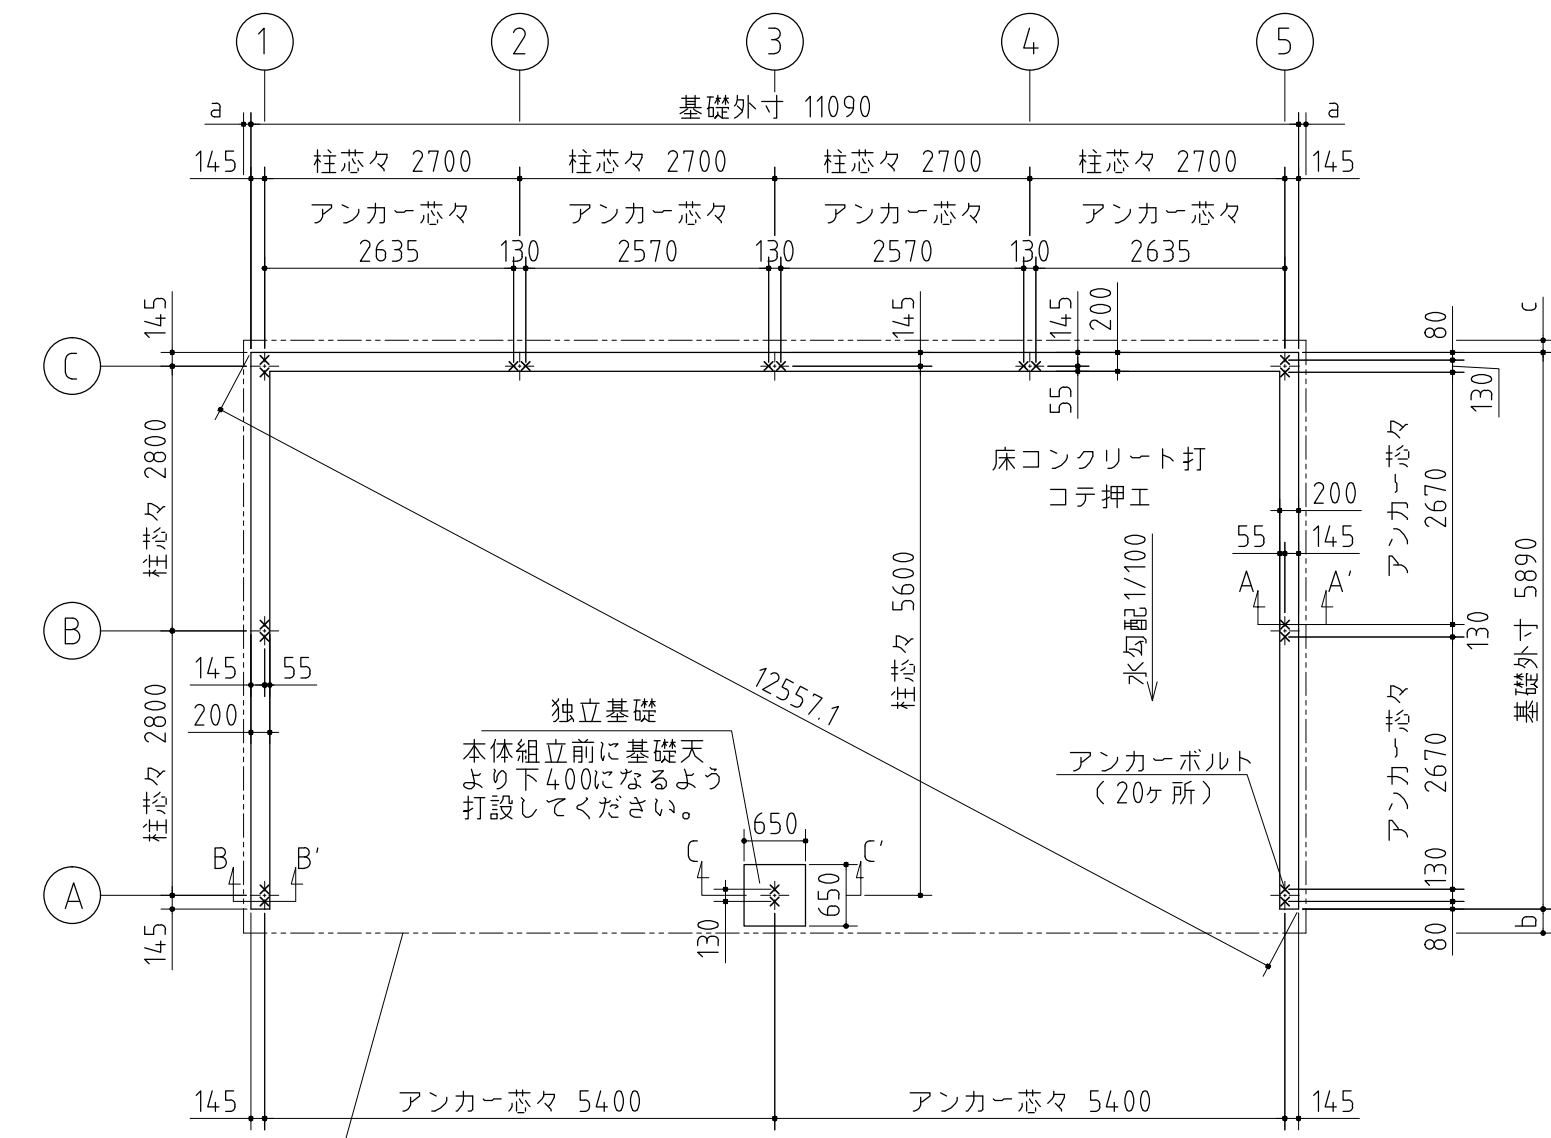 1 2 3 4 5
a 基礎外寸 11090 a
145 柱芯々 2700 柱芯々 2700 柱芯々 2700 柱芯々 2700 145
アンカー芯々 アンカー芯々 アンカー芯々 アンカー芯々
2635 130 2570 130 2570 130 2635
145 145 145 200 80 c
C
130
55
柱芯々 2800
アンカー芯々 2670
床コンクリート打
コテ押エ
200
55 145
A A'
基礎外寸 5890
柱芯々 5600
水勾配1/100
B
130
145 55
200
12557.1
独立基礎
本体組立前に基礎天
より下400になるよう
打設してください。
柱芯々 2800
アンカーボルト
(20ヶ所)
アンカー芯々 2670
650
B B'
C C'
650
130
A
145
130
80
b
145 アンカー芯々 5400 アンカー芯々 5400 145